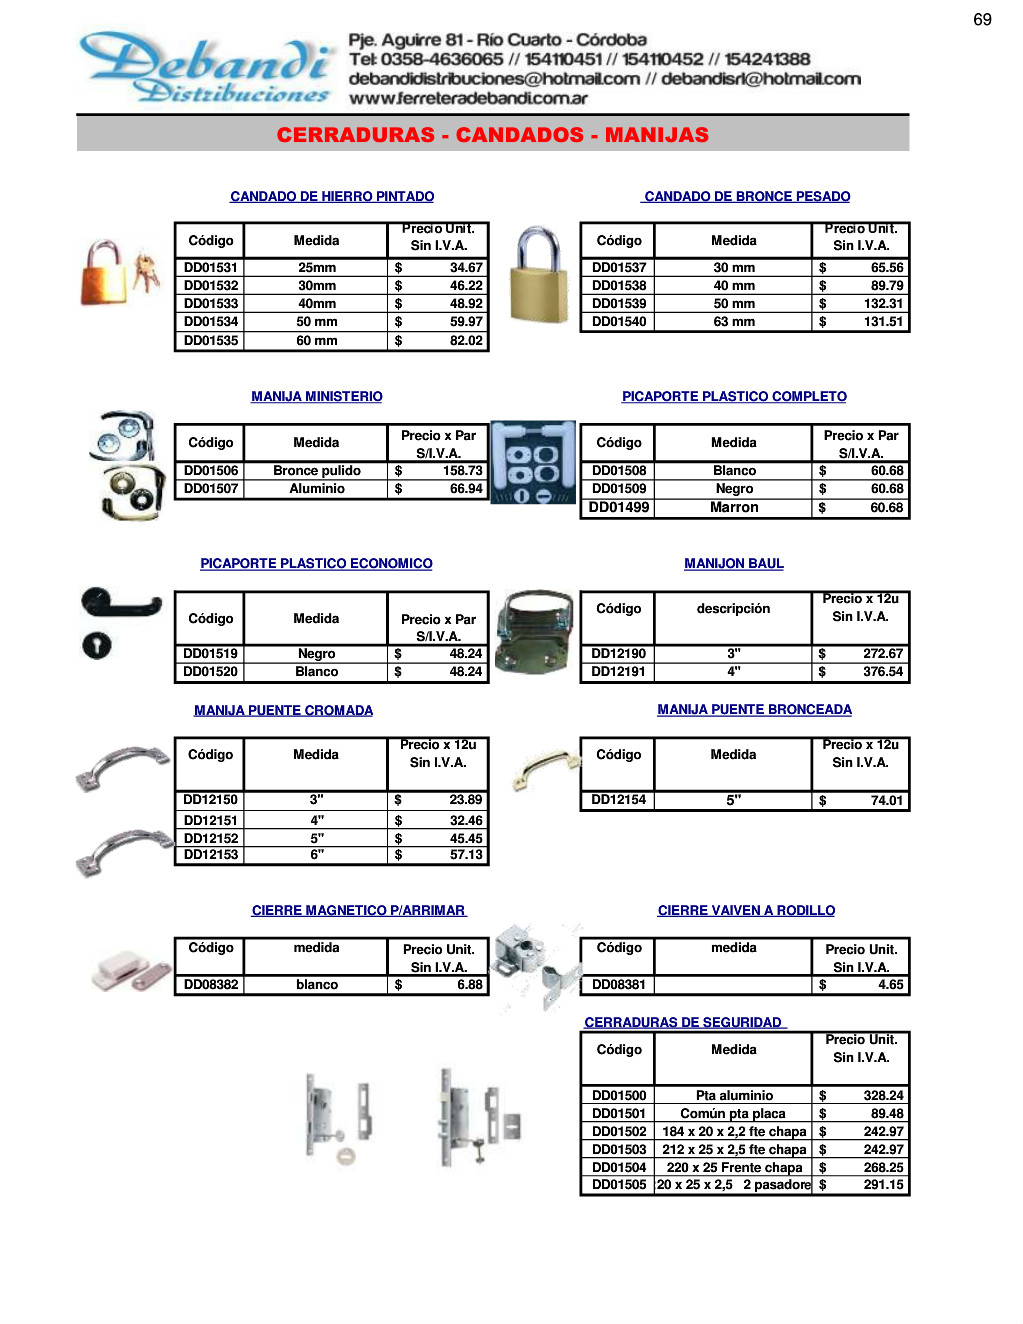 69
Debandi
Distribuciones
Pje. Aguirre 81 - Río Cuarto - Córdoba
Tel: 0358-4636065 // 154110451 // 154110452 // 154241388
debandidistribuciones@hotmail.com // debandisrl@hotmail.com
www.ferreteradebandi.com.ar
CERRADURAS - CANDADOS - MANIJAS
CANDADO DE HIERRO PINTADO
Código Medida Precio Unit. Sin I.V.A.
DD01531 25mm $ 34.67
DD01532 30mm $ 46.22
DD01533 40mm $ 48.92
DD01534 50 mm $ 59.97
DD01535 60 mm $ 82.02
CANDADO DE BRONCE PESADO
Código Medida Precio Unit. Sin I.V.A.
DD01537 30 mm $ 65.56
DD01538 40 mm $ 89.79
DD01539 50 mm $ 132.31
DD01540 63 mm $ 131.51
MANIJA MINISTERIO
Código Medida Precio x Par S/I.V.A.
DD01506 Bronce pulido $ 158.73
DD01507 Aluminio $ 66.94
PICAPORTE PLASTICO COMPLETO
Código Medida Precio x Par S/I.V.A.
DD01508 Blanco $ 60.68
DD01509 Negro $ 60.68
DD01499 Marron $ 60.68
PICAPORTE PLASTICO ECONOMICO
Código Medida Precio x Par S/I.V.A.
DD01519 Negro $ 48.24
DD01520 Blanco $ 48.24
MANIJON BAUL
Código descripción Precio x 12u Sin I.V.A.
DD12190 3" $ 272.67
DD12191 4" $ 376.54
MANIJA PUENTE CROMADA
Código Medida Precio x 12u Sin I.V.A.
DD12150 3" $ 23.89
DD12151 4" $ 32.46
DD12152 5" $ 45.45
DD12153 6" $ 57.13
MANIJA PUENTE BRONCEADA
Código Medida Precio x 12u Sin I.V.A.
DD12154 5" $ 74.01
CIERRE MAGNETICO P/ARRIMAR
Código medida Precio Unit. Sin I.V.A.
DD08382 blanco $ 6.88
CIERRE VAIVEN A RODILLO
Código medida Precio Unit. Sin I.V.A.
DD08381 $ 4.65
CERRADURAS DE SEGURIDAD
Código Medida Precio Unit. Sin I.V.A.
DD01500 Pta aluminio $ 328.24
DD01501 Común pta placa $ 89.48
DD01502 184 x 20 x 2,2 fte chapa $ 242.97
DD01503 212 x 25 x 2,5 fte chapa $ 242.97
DD01504 220 x 25 Frente chapa $ 268.25
DD01505 20 x 25 x 2,5 2 pasadore $ 291.15